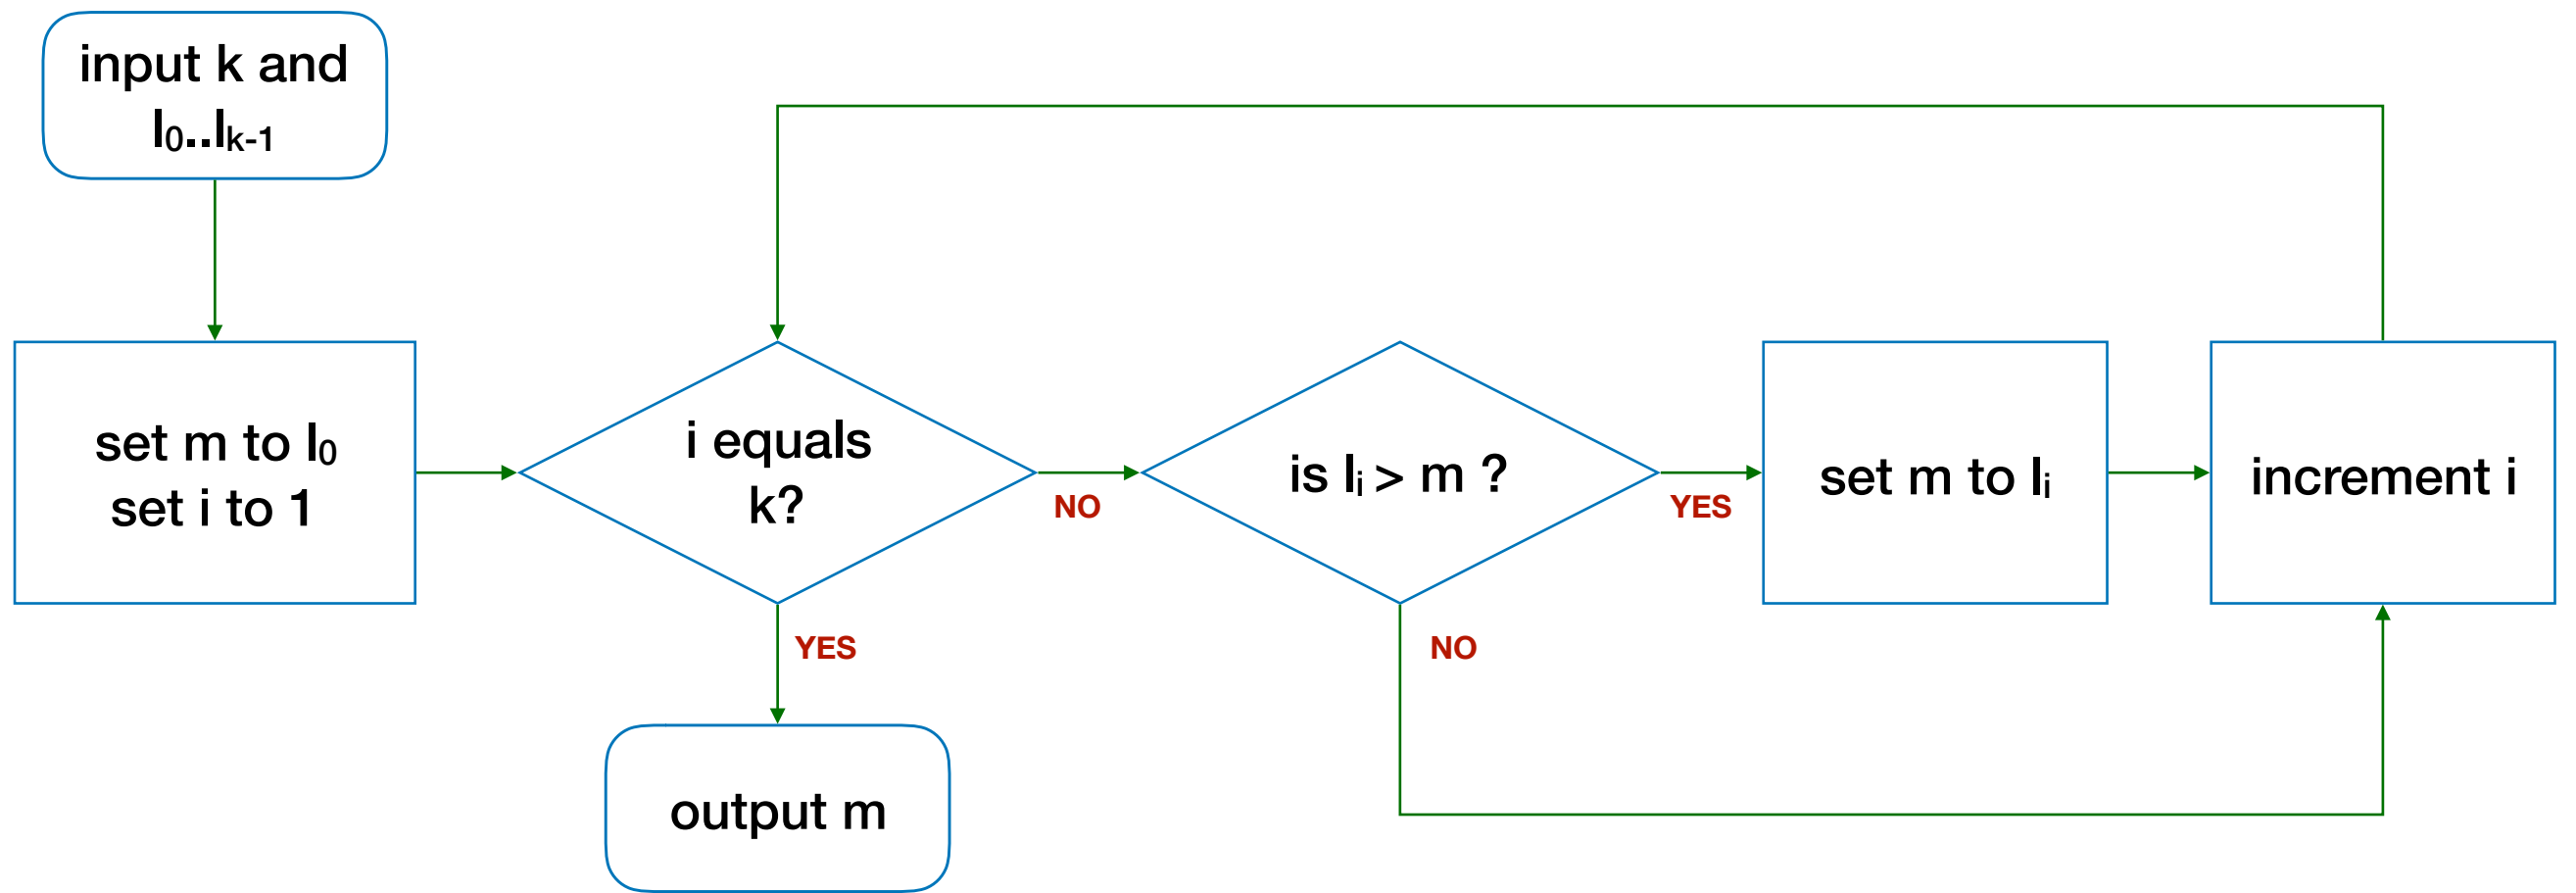 input k and
l₀..lₖ₋₁
set m to l₀
set i to 1
i equals
k?
NO
YES
is lᵢ > m ?
YES
NO
set m to lᵢ
increment i
output m